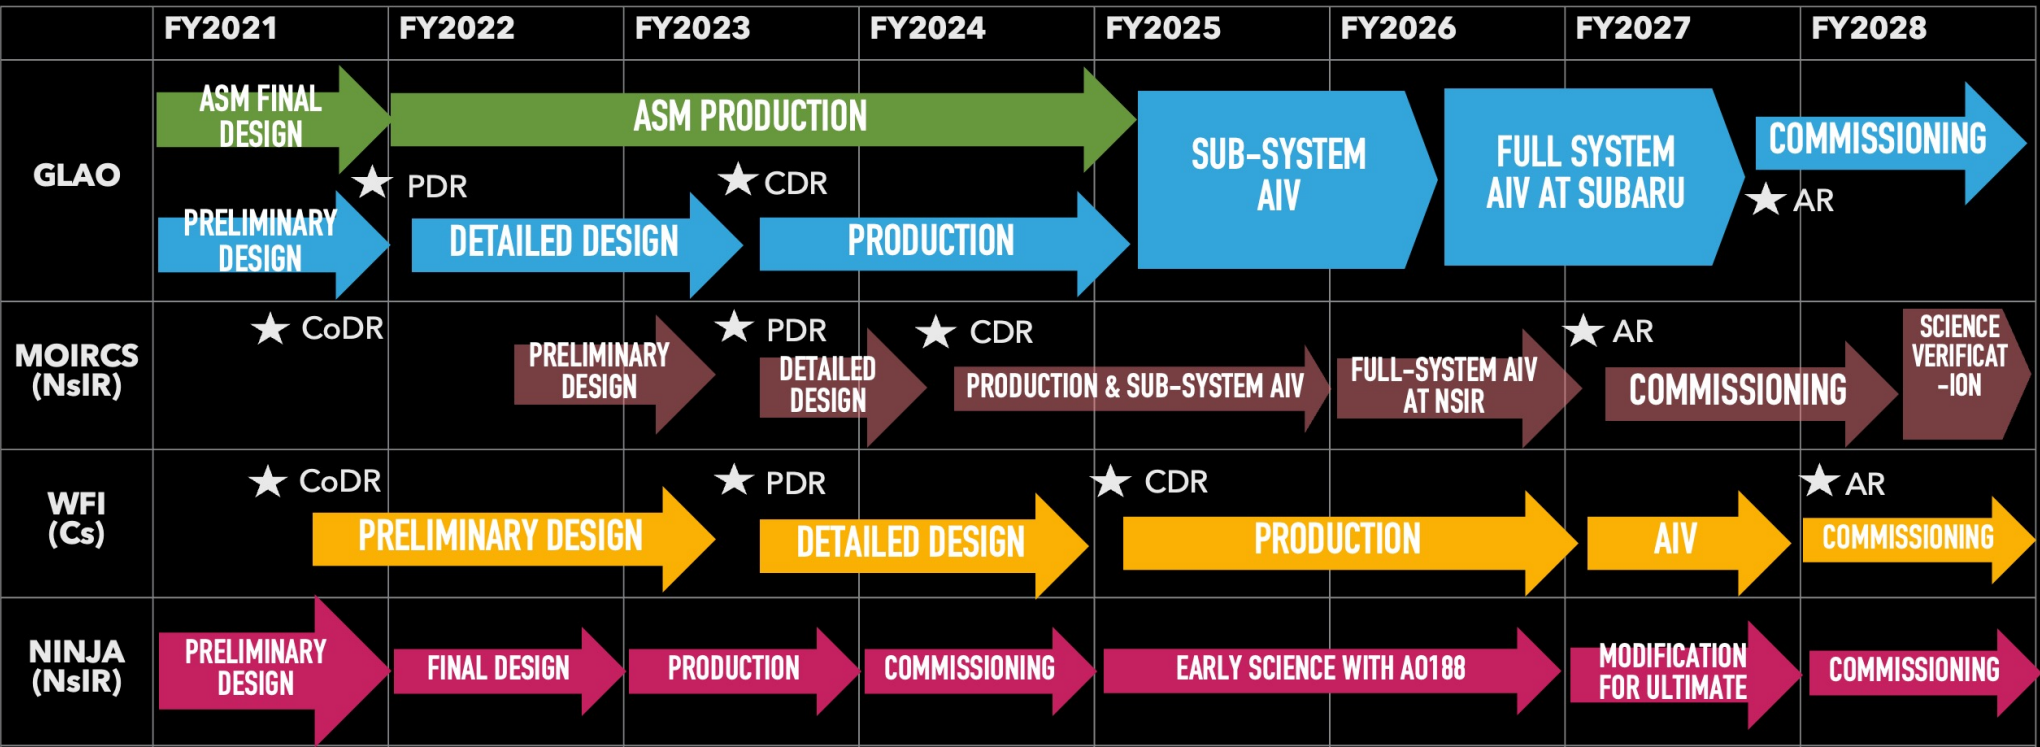 FY2021 FY2022 FY2023 FY2024 FY2025 FY2026 FY2027 FY2028
GLAO
ASM FINAL
DESIGN
ASM PRODUCTION
PDR
CDR
PRELIMINARY
DESIGN
DETAILED DESIGN
PRODUCTION
SUB-SYSTEM
AIV
FULL SYSTEM
AIV AT SUBARU
COMMISSIONING
AR
MOIRCS
(NsIR)
CoDR
PRELIMINARY
DESIGN
PDR
DETAILED
DESIGN
CDR
PRODUCTION & SUB-SYSTEM AIV
FULL-SYSTEM AIV
AT NSIR
AR
COMMISSIONING
SCIENCE
VERIFICAT
-ION
WFI
(Cs)
CoDR
PRELIMINARY DESIGN
PDR
DETAILED DESIGN
CDR
PRODUCTION
AIV
AR
COMMISSIONING
NINJA
(NsIR)
PRELIMINARY
DESIGN
FINAL DESIGN
PRODUCTION
COMMISSIONING
EARLY SCIENCE WITH AO188
MODIFICATION
FOR ULTIMATE
COMMISSIONING